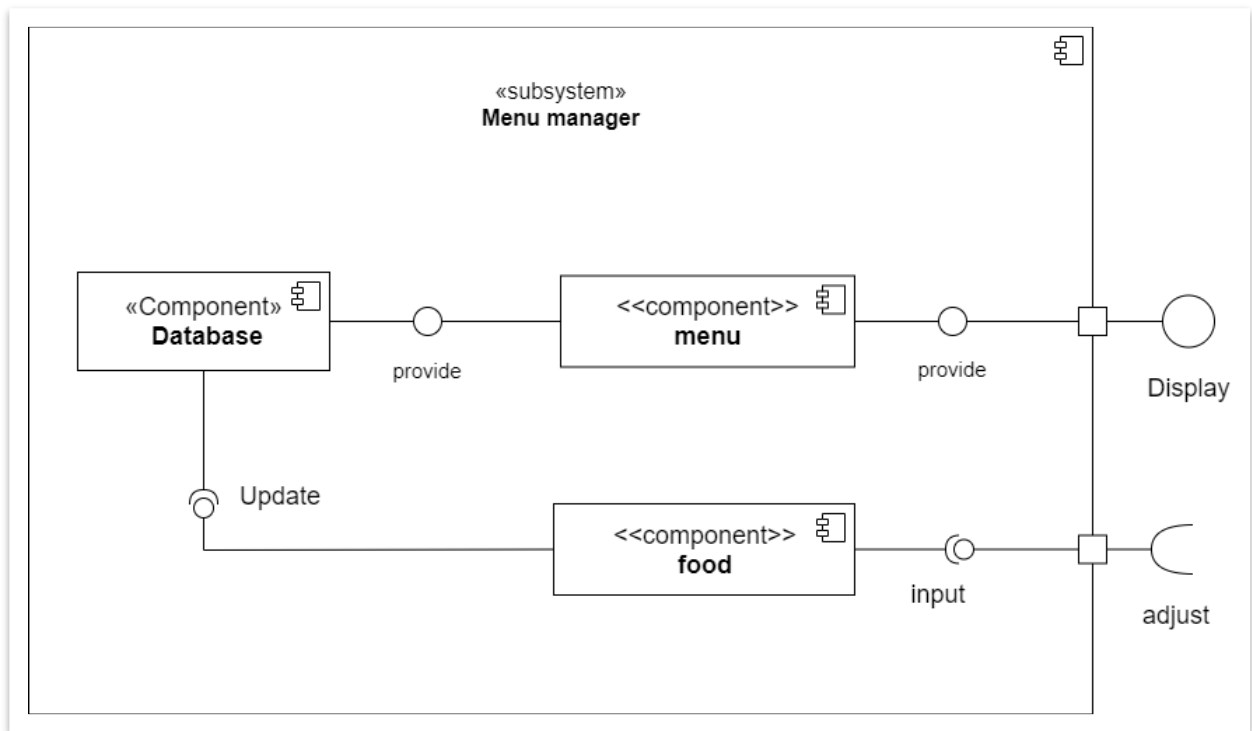 «subsystem»
Menu manager
«Component»
Database
provide
<<component>>
menu
provide
Display
Update
<<component>>
food
input
adjust